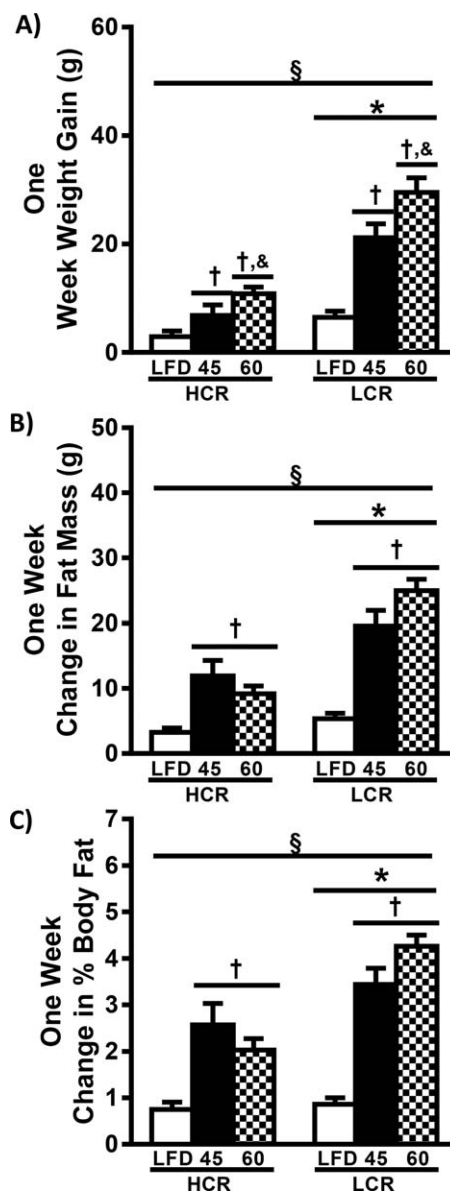 A)
One
Week Weight Gain (g)
60
40
20
0
§
*
†
†,&
†
†,&
LFD 45 60
LFD 45 60
HCR
LCR
B)
One Week
Change in Fat Mass (g)
50
40
30
20
10
0
§
*
†
†
LFD 45 60
LFD 45 60
HCR
LCR
C)
One Week
Change in % Body Fat
7
6
5
4
3
2
1
0
§
*
†
†
LFD 45 60
LFD 45 60
HCR
LCR